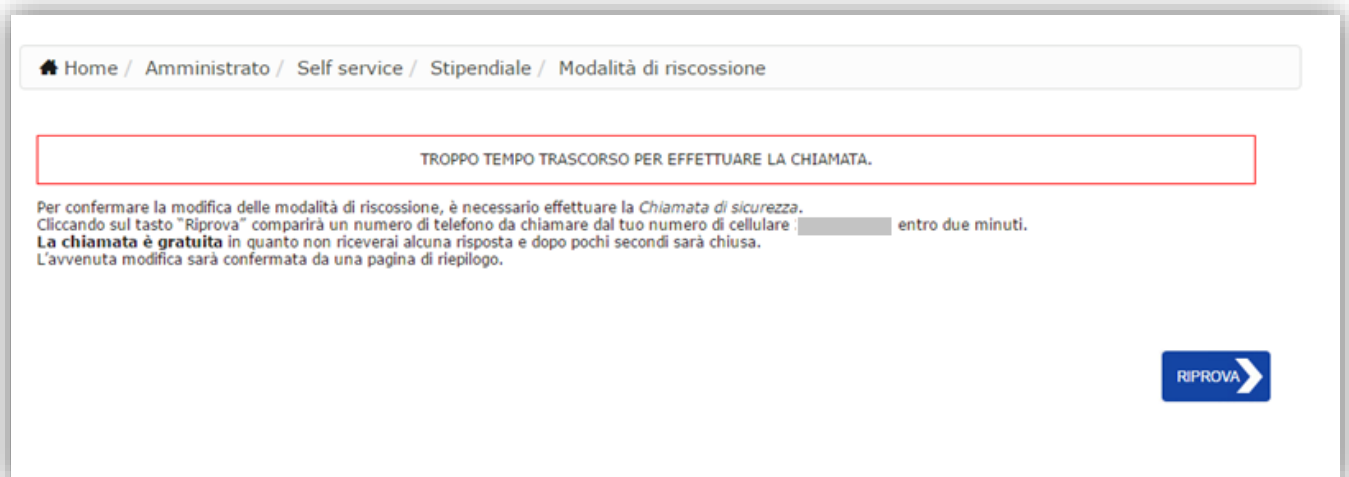 Home / Amministrato / Self service / Stipendiale / Modalità di riscossione
TROPPO TEMPO TRASCORSO PER EFFETTUARE LA CHIAMATA.
Per confermare la modifica delle modalità di riscossione, è necessario effettuare la Chiamata di sicurezza.
Cliccando sul tasto "Riprova" comparirà un numero di telefono da chiamare dal tuo numero di cellulare entro due minuti.
La chiamata è gratuita in quanto non riceverai alcuna risposta e dopo pochi secondi sarà chiusa.
L'avvenuta modifica sarà confermata da una pagina di riepilogo.
RIPROVA